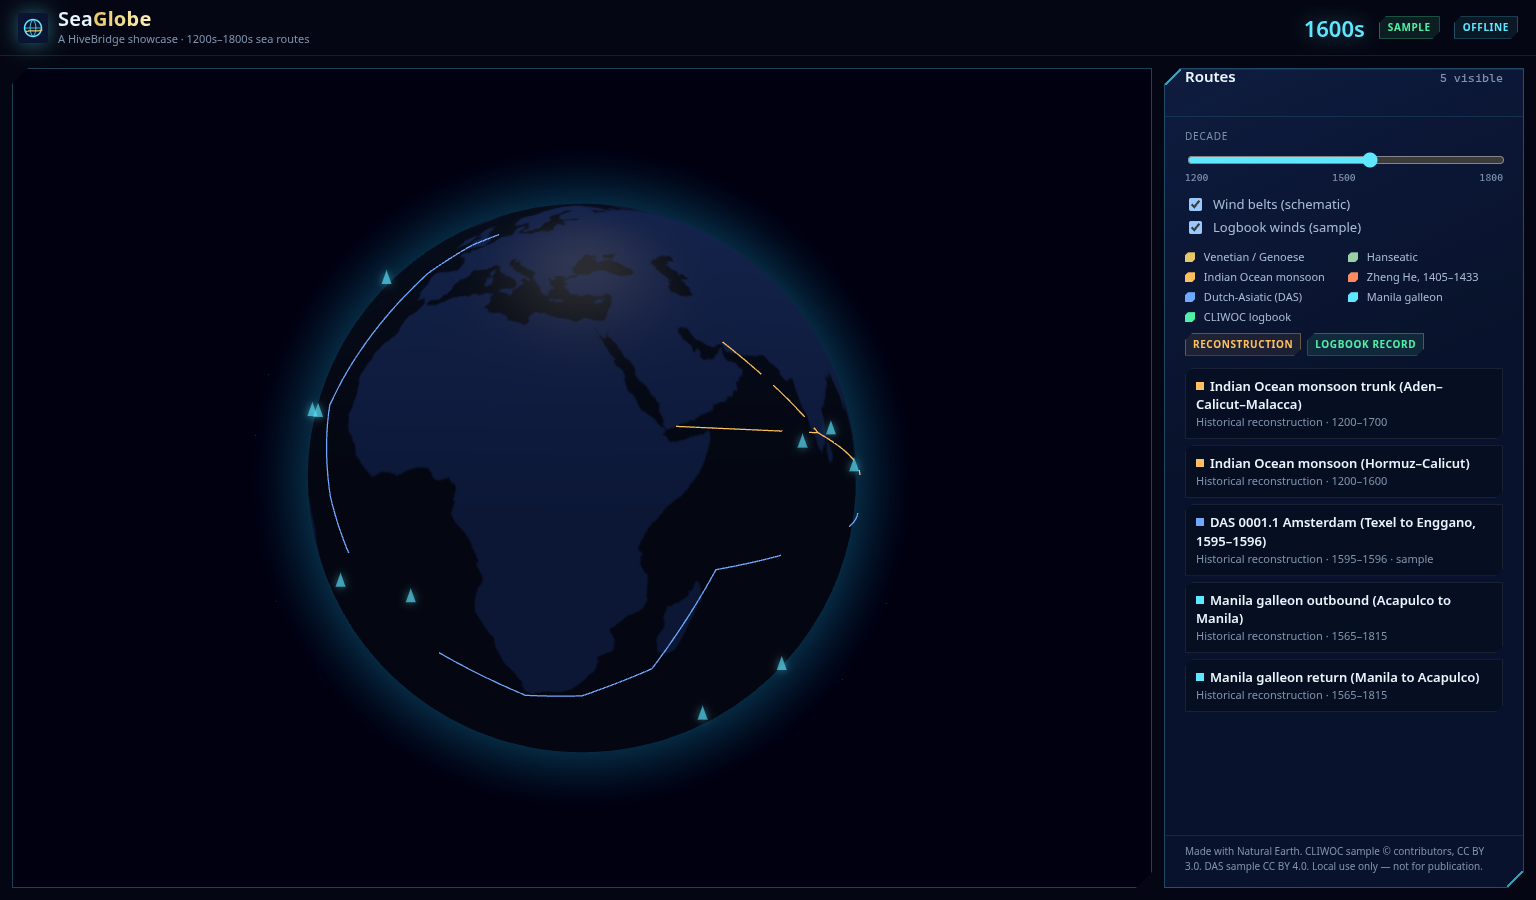 SeaGlobe
A HiveBridge showcase · 1200s–1800s sea routes
1600s
SAMPLE
OFFLINE
Routes
5 visible
DECADE
1200 1500 1800
Wind belts (schematic)
Logbook winds (sample)
Venetian / Genoese
Hanseatic
Indian Ocean monsoon
Zheng He, 1405–1433
Dutch-Asiatic (DAS)
Manila galleon
CLIWOC logbook
RECONSTRUCTION
LOGBOOK RECORD
Indian Ocean monsoon trunk (Aden–
Calicut–Malacca)
Historical reconstruction · 1200–1700
Indian Ocean monsoon (Hormuz–Calicut)
Historical reconstruction · 1200–1600
DAS 0001.1 Amsterdam (Texel to Enggano,
1595–1596)
Historical reconstruction · 1595–1596 · sample
Manila galleon outbound (Acapulco to
Manila)
Historical reconstruction · 1565–1815
Manila galleon return (Manila to Acapulco)
Historical reconstruction · 1565–1815
Made with Natural Earth. CLIWOC sample © contributors, CC BY
3.0. DAS sample CC BY 4.0. Local use only — not for publication.